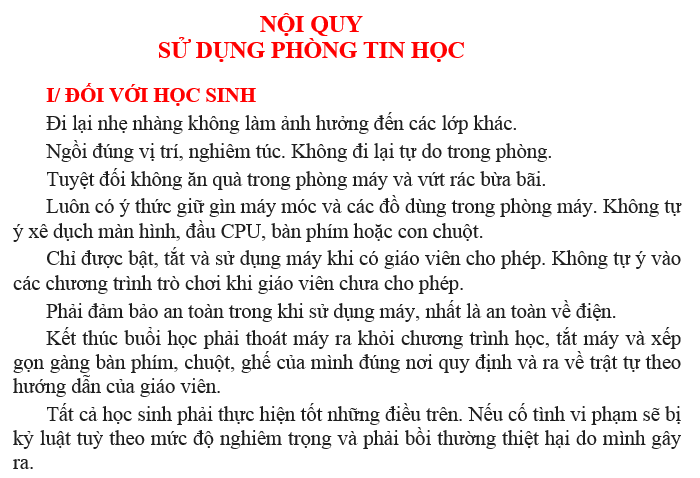 NỘI QUY
SỬ DỤNG PHÒNG TIN HỌC
I/ ĐỐI VỚI HỌC SINH
Đi lại nhẹ nhàng không làm ảnh hưởng đến các lớp khác.
Ngồi đúng vị trí, nghiêm túc. Không đi lại tự do trong phòng.
Tuyệt đối không ăn quà trong phòng máy và vứt rác bừa bãi.
Luôn có ý thức giữ gìn máy móc và các đồ dùng trong phòng máy. Không tự
ý xê dịch màn hình, đầu CPU, bàn phím hoặc con chuột.
Chỉ được bật, tắt và sử dụng máy khi có giáo viên cho phép. Không tự ý vào
các chương trình trò chơi khi giáo viên chưa cho phép.
Phải đảm bảo an toàn trong khi sử dụng máy, nhất là an toàn về điện.
Kết thúc buổi học phải thoát máy ra khỏi chương trình học, tắt máy và xếp
gọn gàng bàn phím, chuột, ghế của mình đúng nơi quy định và ra về trật tự theo
hướng dẫn của giáo viên.
Tất cả học sinh phải thực hiện tốt những điều trên. Nếu cố tình vi phạm sẽ bị
kỷ luật tuỳ theo mức độ nghiêm trọng và phải bồi thường thiệt hại do mình gây
ra.